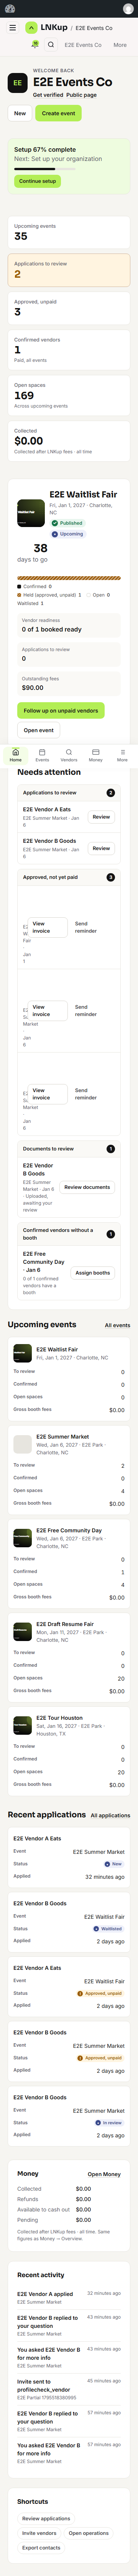 LNKup / E2E Events Co
E2E Events Co More
EE
WELCOME BACK
E2E Events Co
Get verified Public page
New
Create event
Setup 67% complete
Next: Set up your organization
Continue setup
Upcoming events
35
Applications to review
2
Approved, unpaid
3
Confirmed vendors
1
Paid, all events
Open spaces
169
Across upcoming events
Collected
$0.00
Collected after LNKup fees · all time
E2E Waitlist Fair
Fri, Jan 1, 2027 · Charlotte,
NC
Published
Upcoming
38
days to go
Confirmed 0
Held (approved, unpaid) 1 Open 0
Waitlisted 1
Vendor readiness
0 of 1 booked ready
Applications to review
0
Outstanding fees
$90.00
Follow up on unpaid vendors
Open event
Home Events Vendors Money More
Needs attention
Applications to review 2
E2E Vendor A Eats
E2E Summer Market · Jan
6
Review
E2E Vendor B Goods
E2E Summer Market · Jan
6
Review
Approved, not yet paid 3
Fair
·
Jan
1
View
invoice
Send
reminder
Market
·
Jan
6
View
invoice
Send
reminder
Market
·
Jan
6
View
invoice
Send
reminder
Documents to review 1
E2E Vendor
B Goods
E2E Summer
Market · Jan 6
· Uploaded,
awaiting your
review
Review documents
Confirmed vendors without a
booth 1
E2E Free
Community Day
· Jan 6
0 of 1 confirmed
vendors have a
booth
Assign booths
Upcoming events All events
E2E Waitlist Fair
Fri, Jan 1, 2027 · Charlotte, NC
To review 0
Confirmed 0
Open spaces 0
Gross booth fees $0.00
E2E Summer Market
Wed, Jan 6, 2027 · E2E Park ·
Charlotte, NC
To review 2
Confirmed 0
Open spaces 4
Gross booth fees $0.00
E2E Free Community Day
Wed, Jan 6, 2027 · E2E Park ·
Charlotte, NC
To review 0
Confirmed 1
Open spaces 4
Gross booth fees $0.00
E2E Draft Resume Fair
Mon, Jan 11, 2027 · E2E Park ·
Charlotte, NC
To review 0
Confirmed 0
Open spaces 20
Gross booth fees $0.00
E2E Tour Houston
Sat, Jan 16, 2027 · E2E Park ·
Houston, TX
To review 0
Confirmed 0
Open spaces 20
Gross booth fees $0.00
Recent applications All applications
E2E Vendor A Eats
Event E2E Summer Market
Status New
Applied 32 minutes ago
E2E Vendor B Goods
Event E2E Waitlist Fair
Status Waitlisted
Applied 2 days ago
E2E Vendor A Eats
Event E2E Waitlist Fair
Status Approved, unpaid
Applied 2 days ago
E2E Vendor B Goods
Event E2E Summer Market
Status Approved, unpaid
Applied 2 days ago
E2E Vendor B Goods
Event E2E Summer Market
Status In review
Applied 2 days ago
Money Open Money
Collected $0.00
Refunds $0.00
Available to cash out $0.00
Pending $0.00
Collected after LNKup fees · all time. Same
figures as Money → Overview.
Recent activity
E2E Vendor A applied 32 minutes ago
E2E Summer Market
E2E Vendor B replied to
your question 43 minutes ago
E2E Summer Market
You asked E2E Vendor B
for more info 43 minutes ago
E2E Summer Market
Invite sent to
profilecheck_vendor 45 minutes ago
E2E Vendor B replied to
your question 57 minutes ago
E2E Summer Market
You asked E2E Vendor B
for more info 57 minutes ago
E2E Summer Market
Shortcuts
Review applications
Invite vendors Open operations
Export contacts